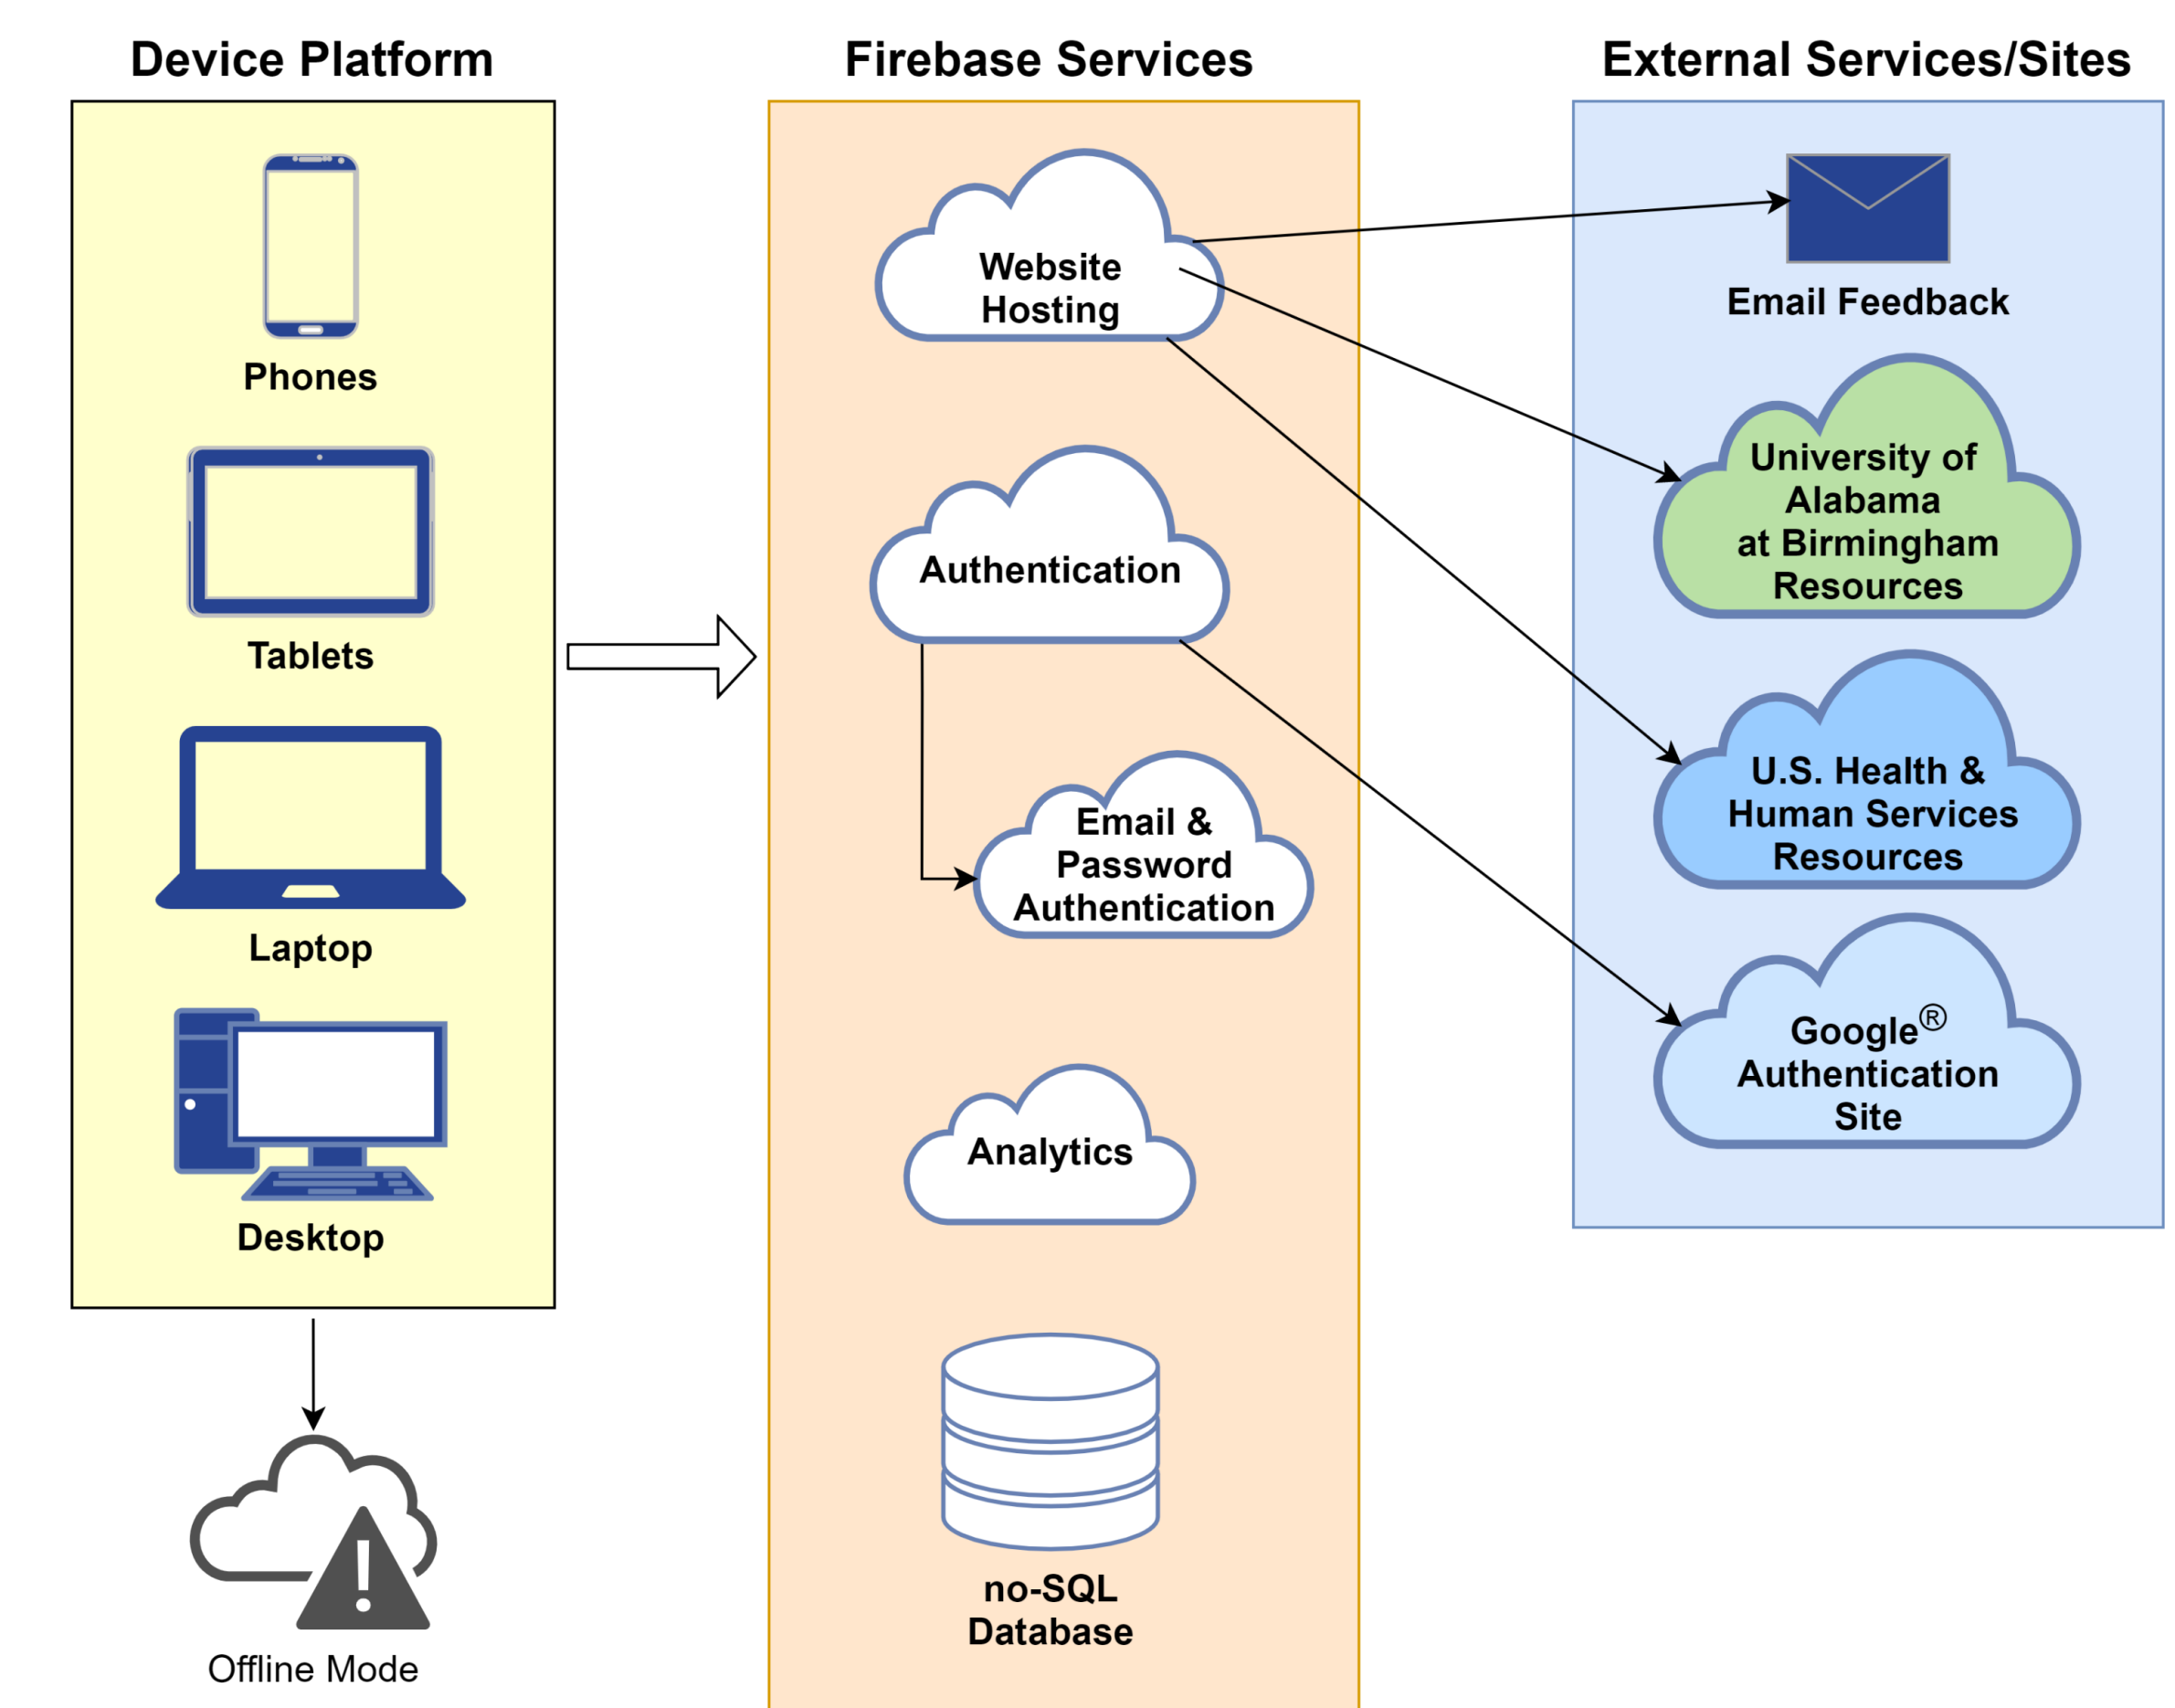 Device Platform
Phones
Tablets
Laptop
Desktop
Offline Mode
Firebase Services
Website
Hosting
Authentication
Email &
Password
Authentication
Analytics
no-SQL
Database
External Services/Sites
Email Feedback
University of
Alabama
at Birmingham
Resources
U.S. Health &
Human Services
Resources
Google®
Authentication
Site